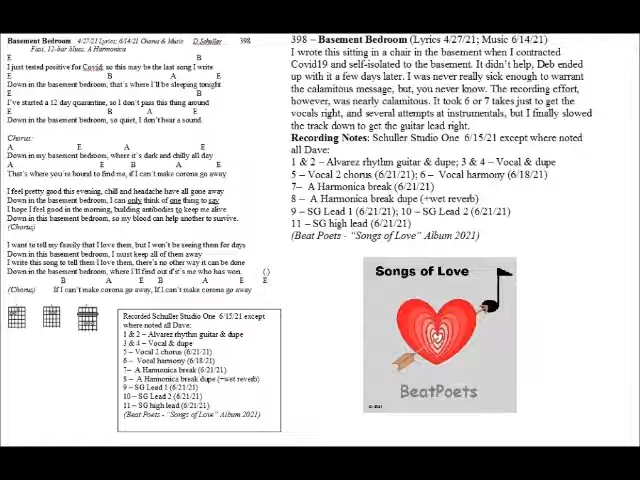 Basement Bedroom 4/27/21 Lyrics; 6/14/21 Chorus & Music D.Schuller 398
Fast, 12-bar blues, A Harmonica
E B
I just tested positive for Covid, so this may be the last song I write
E B A E
Down in the basement bedroom, that's where I'll be sleeping tonight
E B
I've started a 12 day quarantine, so I don't pass this thing around
E B A E
Down in the basement bedroom, so quiet, I don't hear a sound.
Chorus:
A E A E
Down in my basement bedroom, where it's dark and chilly all day
A E B A E
That's where you're bound to find me, if I can't make corona go away.
I feel pretty good this evening, chill and headache have all gone away
Down in the basement bedroom, I can only think of one thing to say
I hope I feel good in the morning, building antibodies to keep me alive
Down in this basement bedroom, so my blood can help another to survive.
(Chorus)
I want to tell my family that I love them, but I won't be seeing them for days
Down in this basement bedroom, I must keep all of them away
I write this song to tell them I love them, there's no other way it can be done
Down in the basement bedroom, where I'll find out if it's me who has won. ( )
A E B A E B A E E
(Chorus) If I can't make corona go away, If I can't make corona go away
Recorded Schuller Studio One 6/15/21 except
where noted all Dave:
1 & 2 – Alvarez rhythm guitar & dupe
3 & 4 – Vocal & dupe
5 – Vocal 2 chorus (6/21/21)
6 – Vocal harmony (6/18/21)
7– A Harmonica break (6/21/21)
8 – A Harmonica break dupe (+wet reverb)
9 – SG Lead 1 (6/21/21)
10 – SG Lead 2 (6/21/21)
11 – SG high lead (6/21/21)
(Beat Poets - "Songs of Love" Album 2021)
398 – Basement Bedroom (Lyrics 4/27/21; Music 6/14/21)
I wrote this sitting in a chair in the basement when I contracted
Covid19 and self-isolated to the basement. It didn't help, Deb ended
up with it a few days later. I was never really sick enough to warrant
the calamitous message, but, you never know. The recording effort,
however, was nearly calamitous. It took 6 or 7 takes just to get the
vocals right, and several attempts at instrumentals, but I finally slowed
the track down to get the guitar lead right.
Recording Notes: Schuller Studio One 6/15/21 except where noted
all Dave:
1 & 2 – Alvarez rhythm guitar & dupe; 3 & 4 – Vocal & dupe
5 – Vocal 2 chorus (6/21/21); 6 – Vocal harmony (6/18/21)
7– A Harmonica break (6/21/21)
8 – A Harmonica break dupe (+wet reverb)
9 – SG Lead 1 (6/21/21); 10 – SG Lead 2 (6/21/21)
11 – SG high lead (6/21/21)
(Beat Poets - "Songs of Love" Album 2021)
Songs of Love
BeatPoets
© 2021